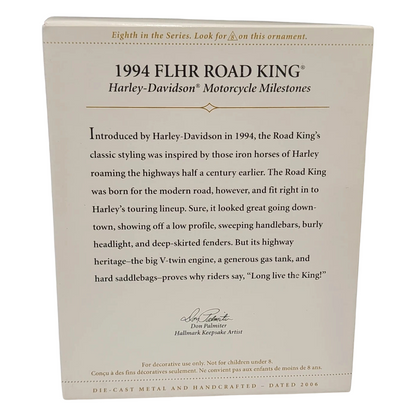 Eighth in the Series. Look for 8 on this ornament.
1994 FLHR ROAD KING®
Harley-Davidson® Motorcycle Milestones
Introduced by Harley-Davidson in 1994, the Road King's
classic styling was inspired by those iron horses of Harley
roaming the highways half a century earlier. The Road King
was born for the modern road, however, and fit right in to
Harley's touring lineup. Sure, it looked great going down-
town, showing off a low profile, sweeping handlebars, burly
headlight, and deep-skirted fenders. But its highway
heritage–the big V-twin engine, a generous gas tank, and
hard saddlebags–proves why riders say, "Long live the King!"
Don Palmiter
Don Palmiter
Hallmark Keepsake Artist
For decorative use only. Not for children under 8.
Conçu à des fins décoratives seulement. Ne convient pas aux enfants de moins de 8 ans.
DIE-CAST METAL AND HANDCRAFTED – DATED 2006